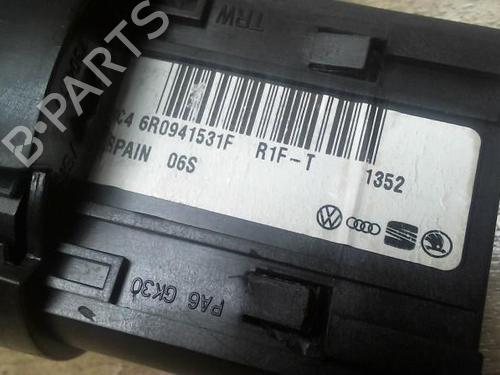 TRW
C4 6R0941531F R1F-T 1352
SPAIN 06S
PA6 GK30
B-PARTS